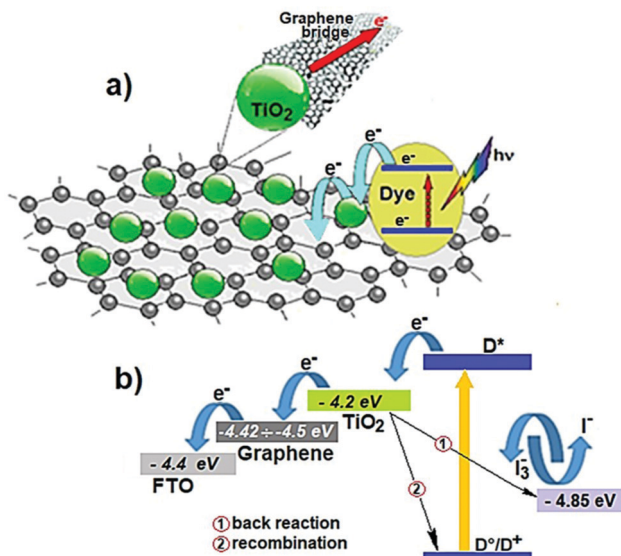 Graphene
bridge
e-
a)
TiO2
e-
e-
e-
hν
Dye
e-
b)
e-
D*
e-
e-
- 4.2 eV
TiO2
I-
-4.42 ÷ -4.5 eV
Graphene
1
I3-
- 4.4 eV
FTO
2
- 4.85 eV
1 back reaction
2 recombination
D°/D+